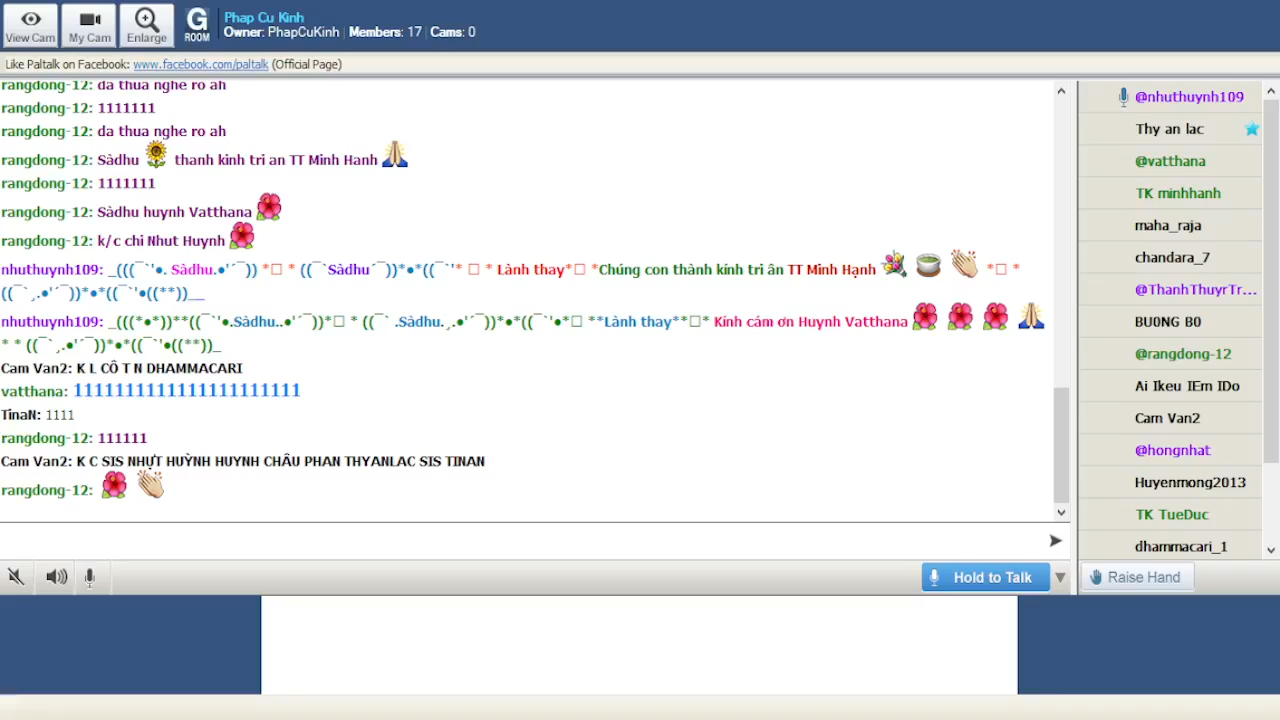 View Cam
My Cam
Enlarge
G
ROOM
Phap Cu Kinh
Owner: PhapCuKinh | Members: 17 | Cams: 0
Like Paltalk on Facebook: www.facebook.com/paltalk (Official Page)
rangdong-12: da thua nghe ro ah
rangdong-12: 1111111
rangdong-12: da thua nghe ro ah
rangdong-12: Sàdhu thanh kinh tri an TT Minh Hanh
rangdong-12: 1111111
rangdong-12: Sàdhu huynh Vatthana
rangdong-12: k/c chi Nhut Huynh
nhuthuynh109: _(((¯`'•. Sàdhu.•'´¯)) *□ * ((¯`Sàdhu´¯))*•*((¯`'* □ * Lành thay*□ *Chúng con thành kính tri ân TT Minh Hạnh *□ *
((¯`¸.•'´¯))*•*((¯`'•((**))__
nhuthuynh109: _(((*•*))**((¯`'•.Sàdhu..•'´¯))*□ * ((¯` .Sàdhu.¸.•'´¯))*•*((¯`'•*□ **Lành thay**□* Kính cám ơn Huynh Vatthana
* * ((¯`¸.•'´¯))*•*((¯`'•((**))_
Cam Van2: K L CÔ T N DHAMMACARI
vatthana: 1111111111111111111111
TinaN: 1111
rangdong-12: 111111
Cam Van2: K C SIS NHỰT HUỲNH HUYNH CHÂU PHAN THYANLAC SIS TINAN
rangdong-12:
@nhuthuynh109
Thy an lac
@vatthana
TK minhhanh
maha_raja
chandara_7
@ThanhThuyrTr...
BU0NG B0
@rangdong-12
Ai Ikeu IEm IDo
Cam Van2
@hongnhat
Huyenmong2013
TK TueDuc
dhammacari_1
Hold to Talk
Raise Hand